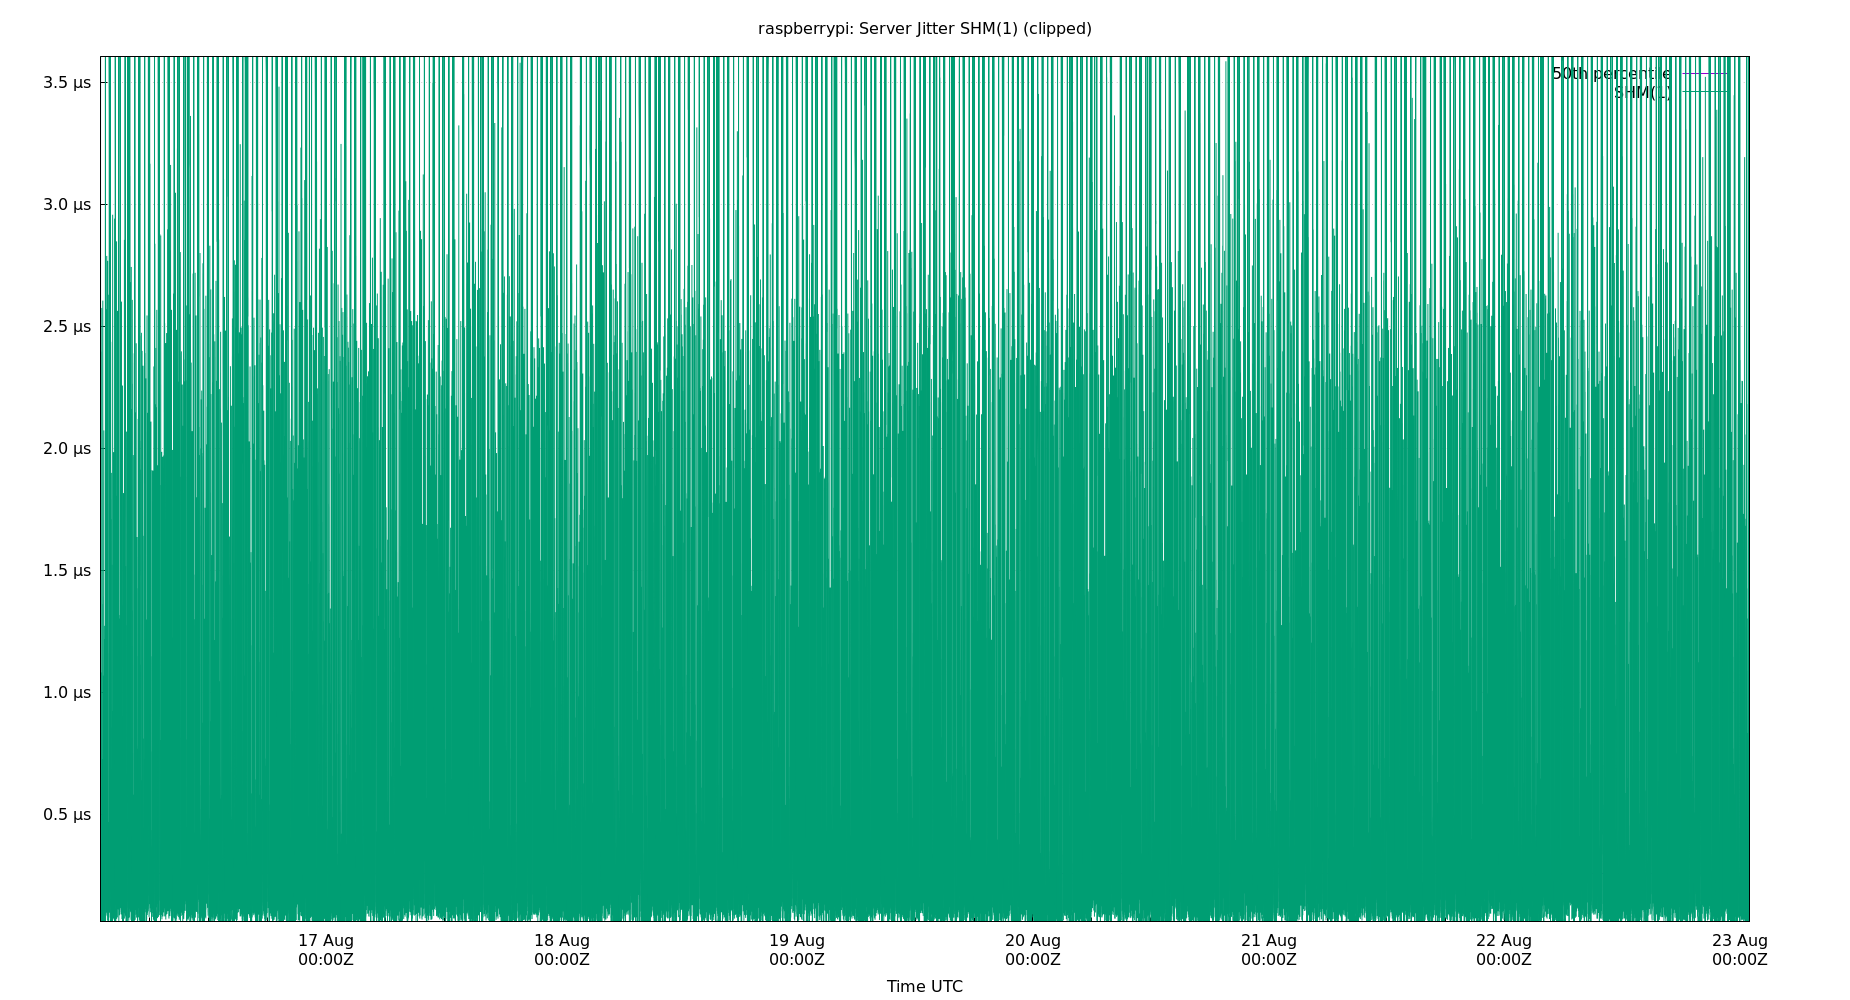 raspberrypi: Server Jitter SHM(1) (clipped)
50th percentile
SHM(1)
3.5 µs
3.0 µs
2.5 µs
2.0 µs
1.5 µs
1.0 µs
0.5 µs
17 Aug 18 Aug 19 Aug 20 Aug 21 Aug 22 Aug 23 Aug
00:00Z 00:00Z 00:00Z 00:00Z 00:00Z 00:00Z 00:00Z
Time UTC